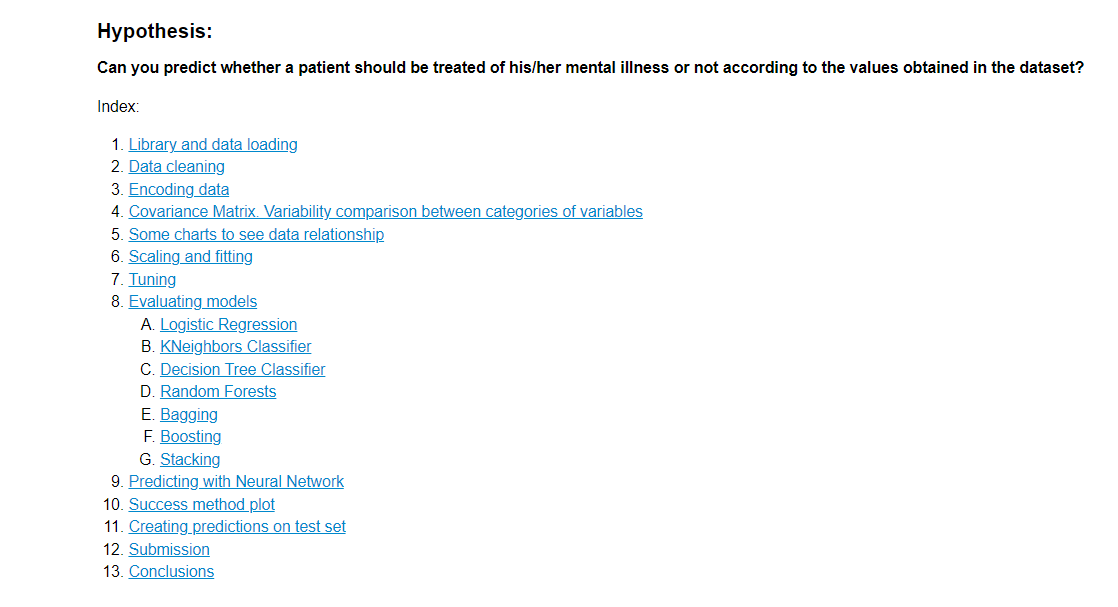 Hypothesis:
Can you predict whether a patient should be treated of his/her mental illness or not according to the values obtained in the dataset?
Index:
1. Library and data loading
2. Data cleaning
3. Encoding data
4. Covariance Matrix. Variability comparison between categories of variables
5. Some charts to see data relationship
6. Scaling and fitting
7. Tuning
8. Evaluating models
A. Logistic Regression
B. KNeighbors Classifier
C. Decision Tree Classifier
D. Random Forests
E. Bagging
F. Boosting
G. Stacking
9. Predicting with Neural Network
10. Success method plot
11. Creating predictions on test set
12. Submission
13. Conclusions